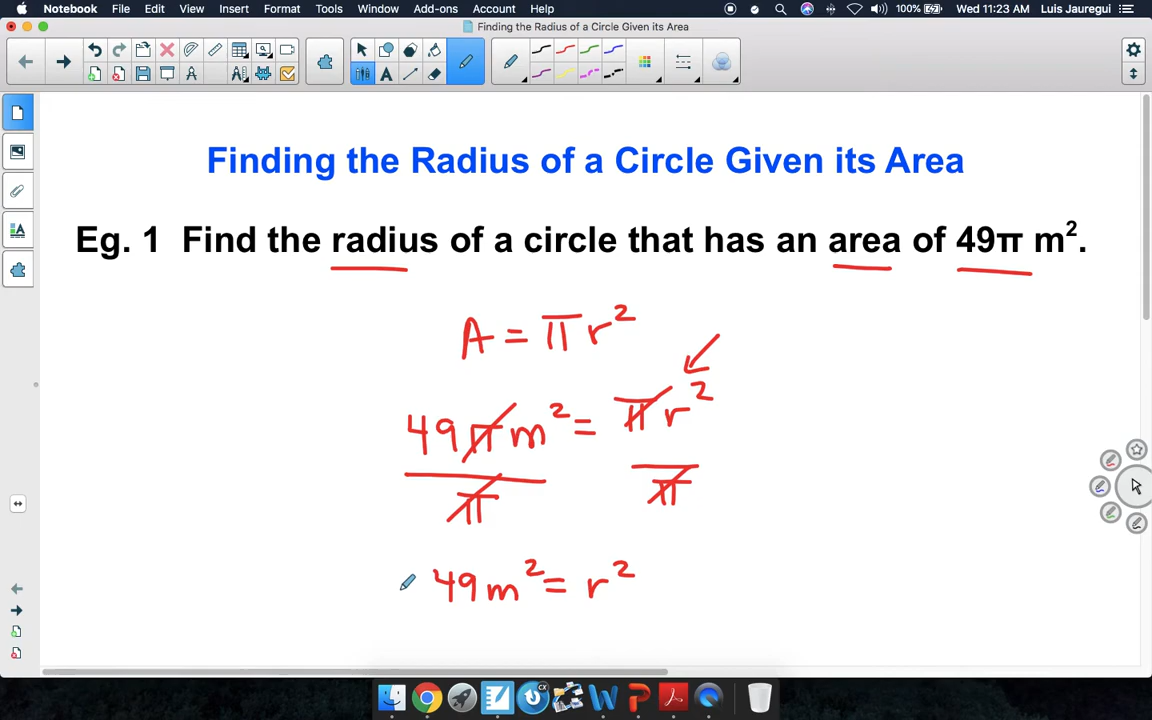 Notebook File Edit View Insert Format Tools Window Add-ons Account Help 100% Wed 11:23 AM Luis Jauregui
Finding the Radius of a Circle Given its Area
Finding the Radius of a Circle Given its Area
Eg. 1 Find the radius of a circle that has an area of 49π m².
A = πr²
49πm² = πr²
π π
49m² = r²